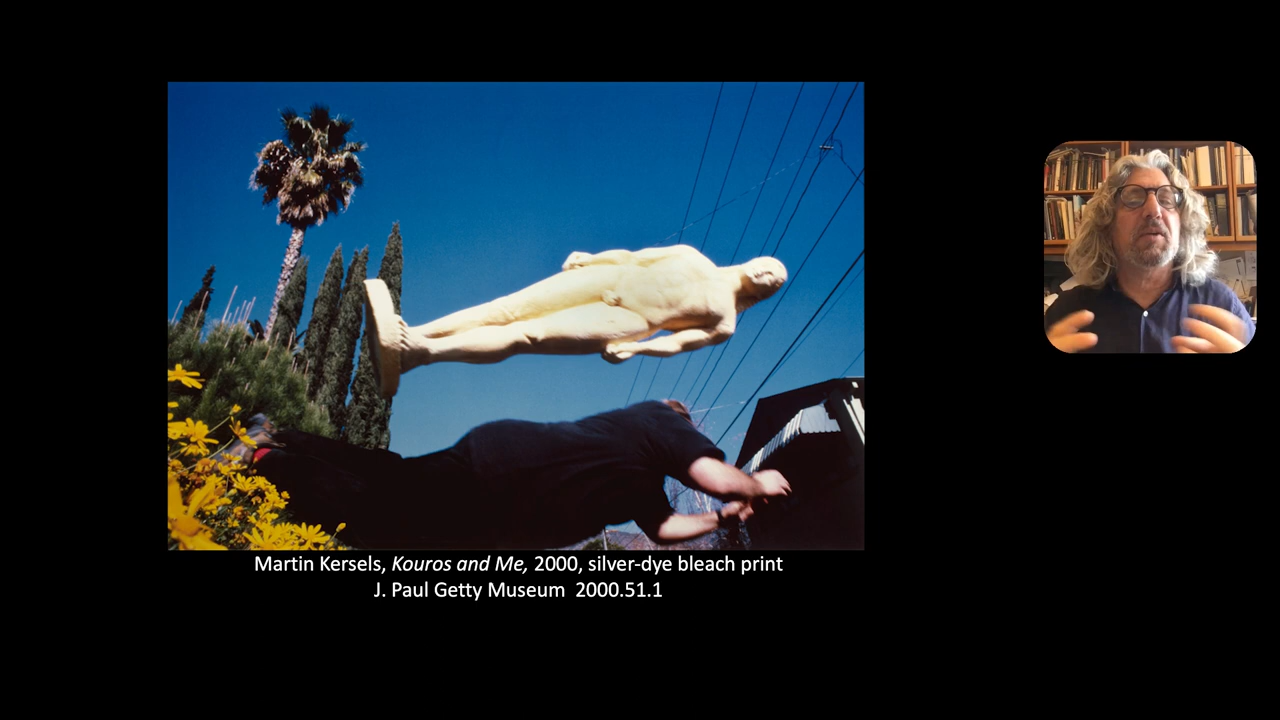 Martin Kersels, Kouros and Me, 2000, silver-dye bleach print
J. Paul Getty Museum 2000.51.1